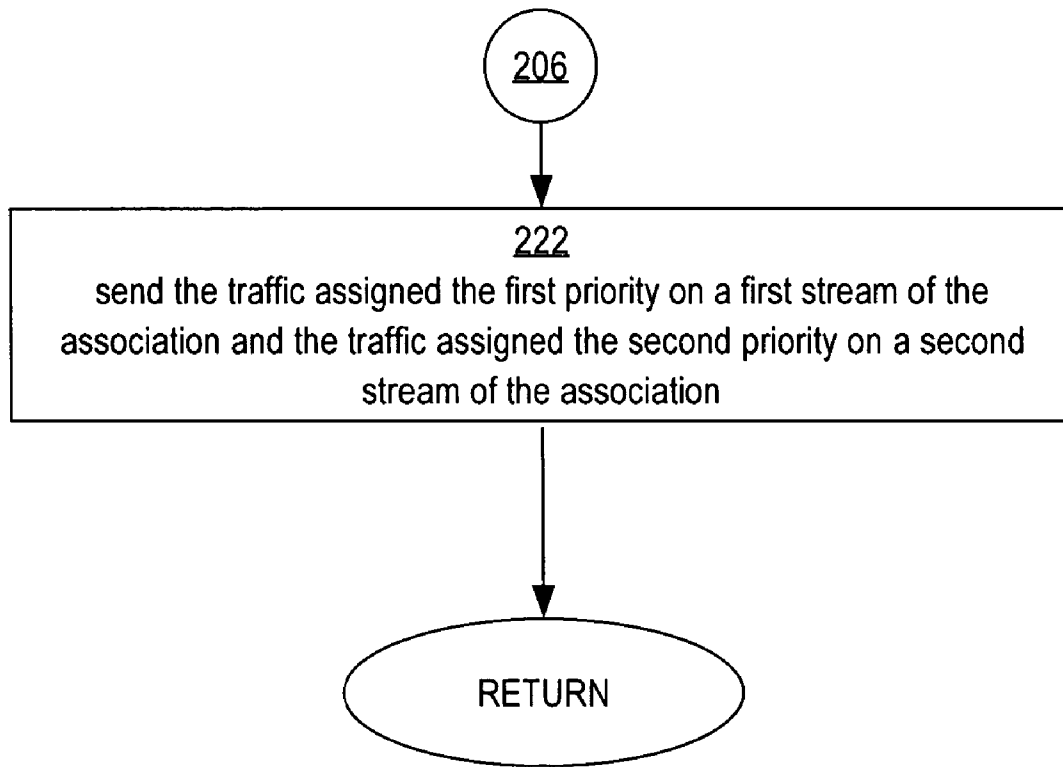 206
222
send the traffic assigned the first priority on a first stream of the
association and the traffic assigned the second priority on a second
stream of the association
RETURN